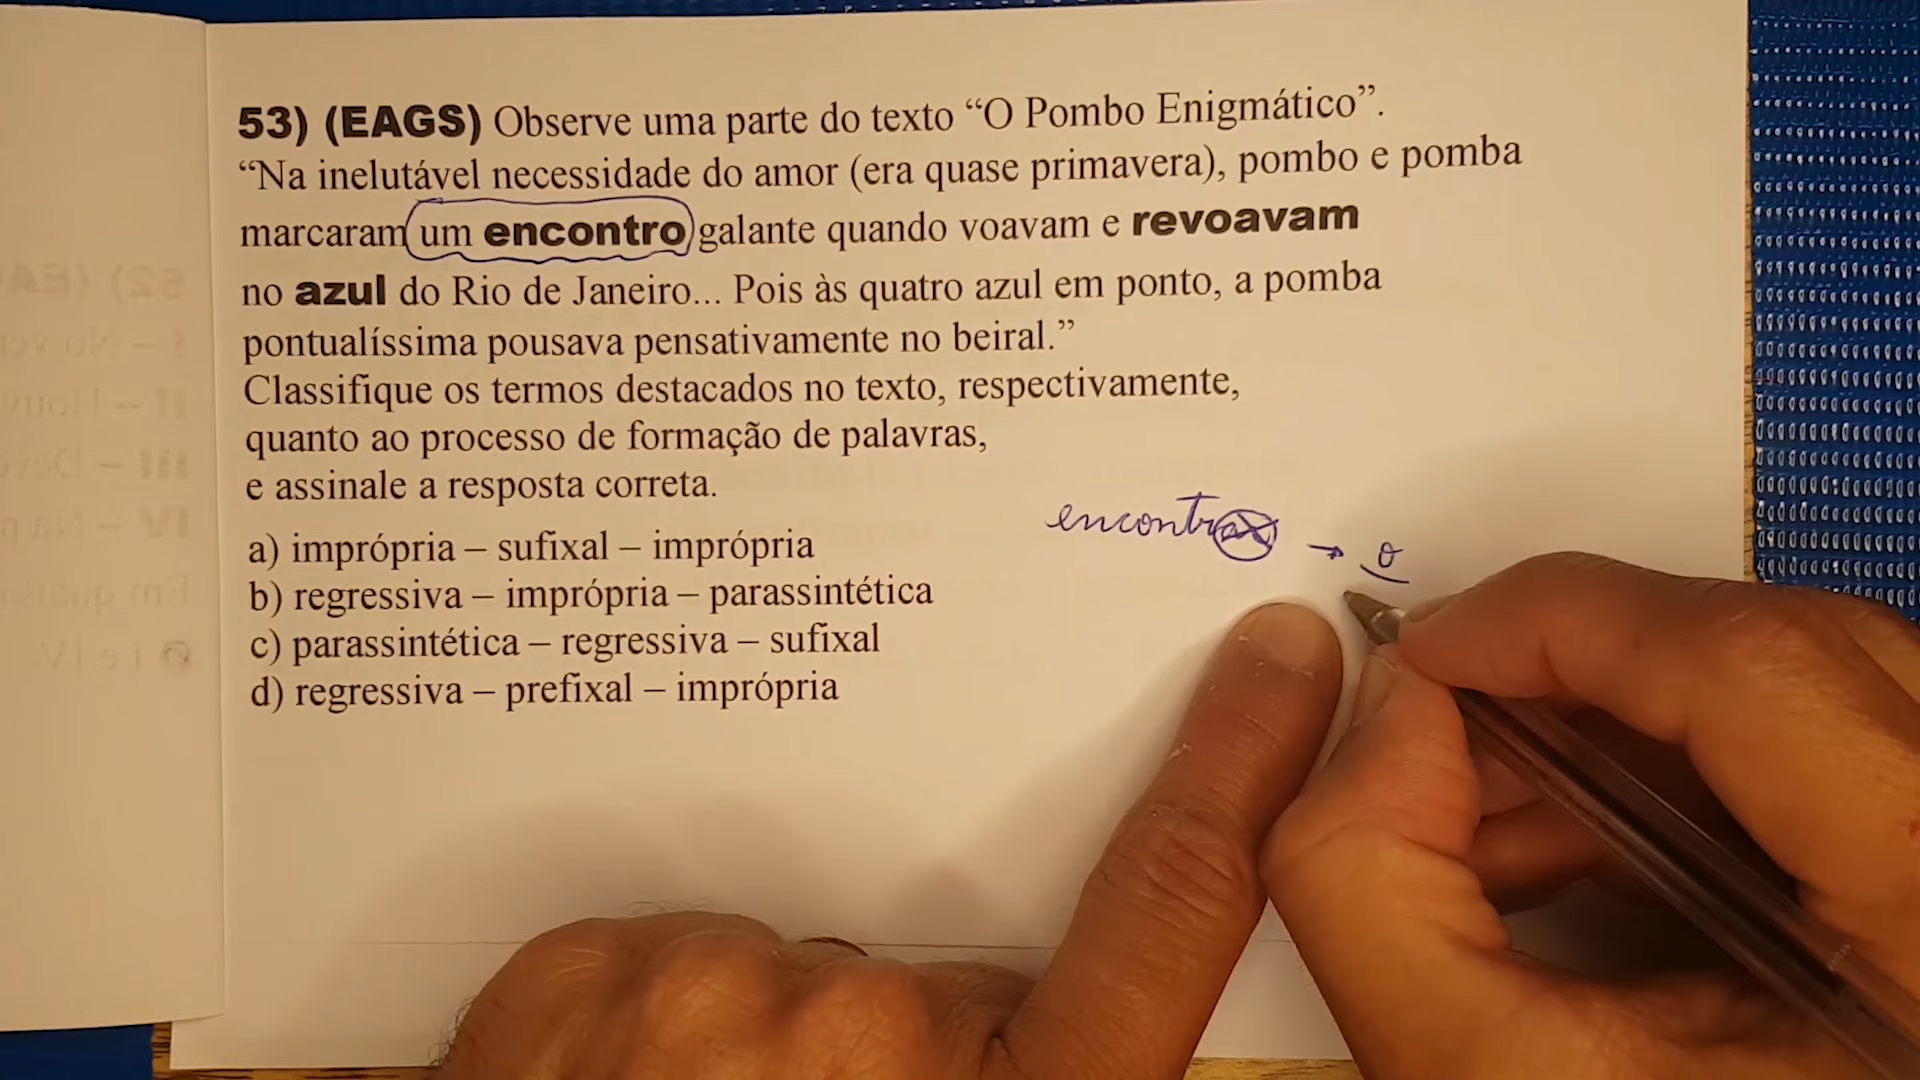 53) (EAGS) Observe uma parte do texto “O Pombo Enigmático”.
“Na inelutável necessidade do amor (era quase primavera), pombo e pomba
marcaram um encontro galante quando voavam e revoavam
no azul do Rio de Janeiro... Pois às quatro azul em ponto, a pomba
pontualíssima pousava pensativamente no beiral.”
Classifique os termos destacados no texto, respectivamente,
quanto ao processo de formação de palavras,
e assinale a resposta correta.
a) imprópria – sufixal – imprópria
b) regressiva – imprópria – parassintética
c) parassintética – regressiva – sufixal
d) regressiva – prefixal – imprópria
encontrar → o